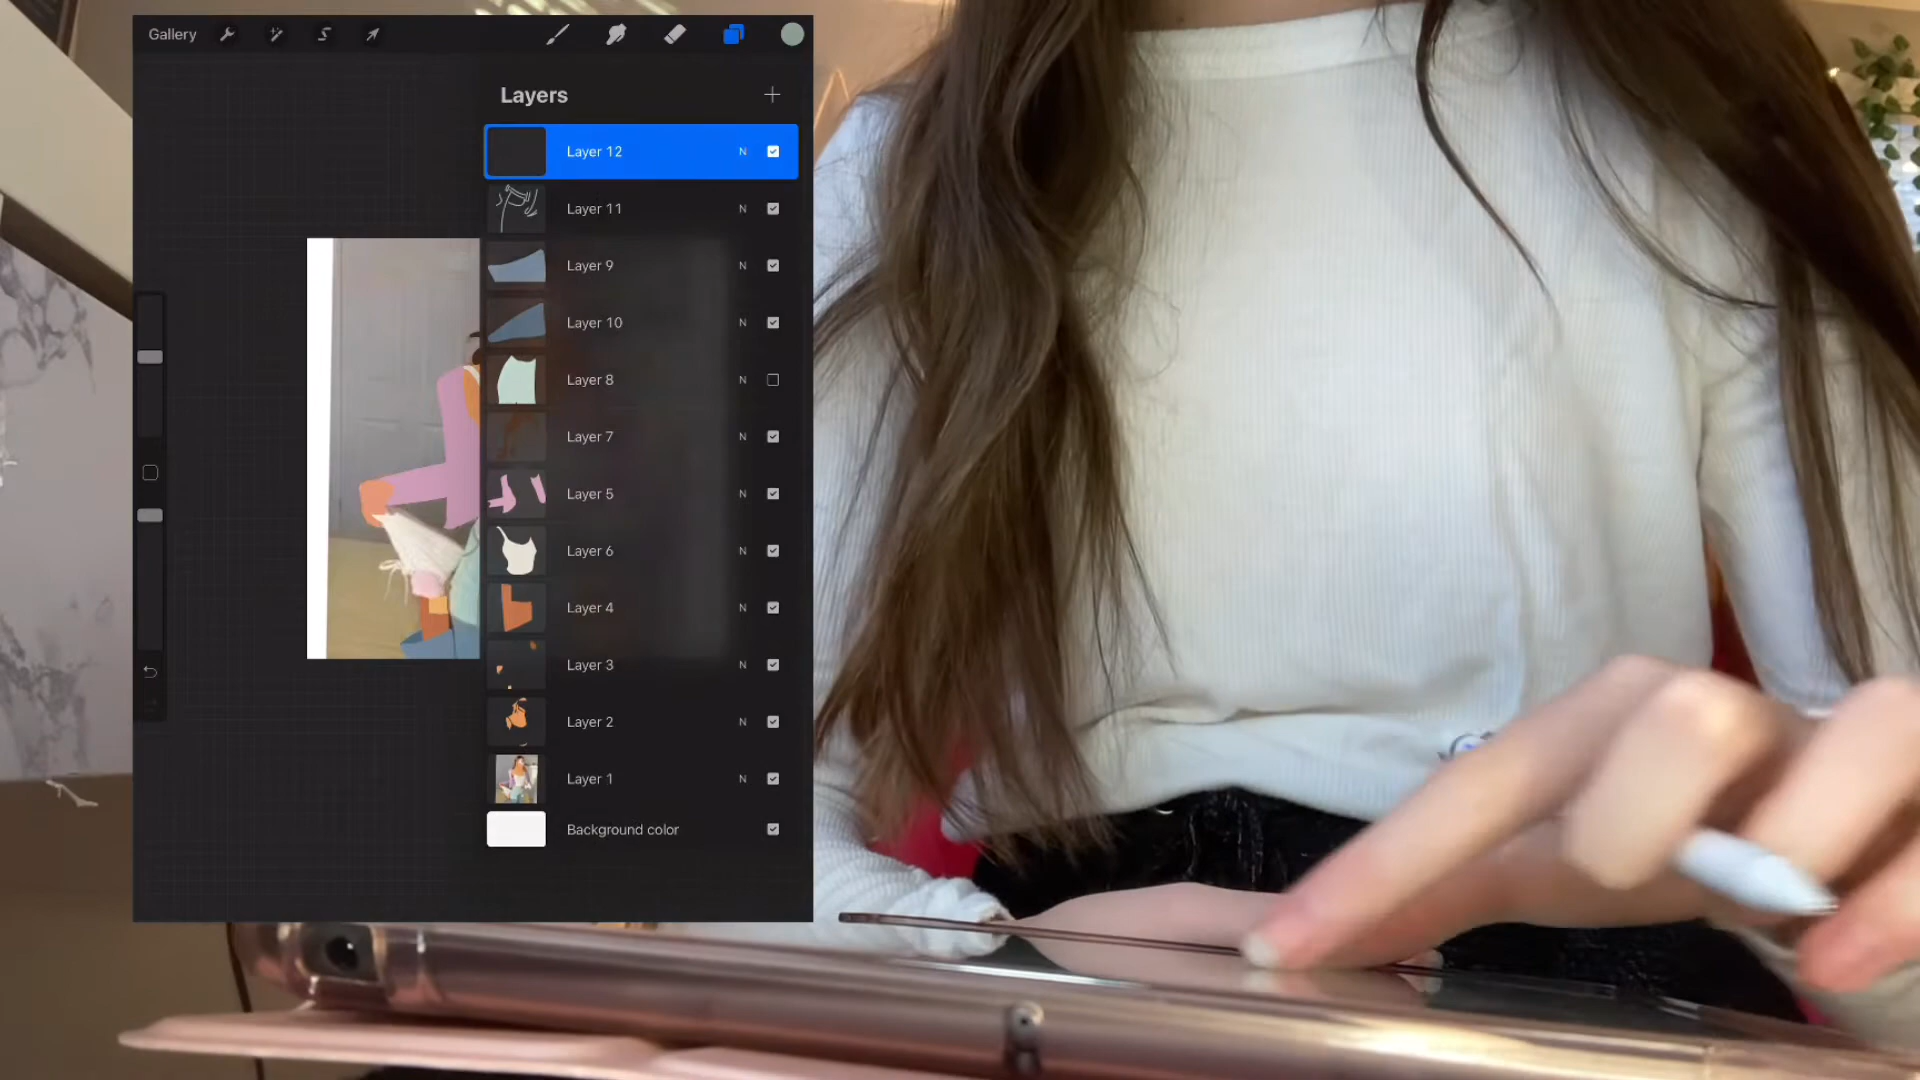 Gallery
Layers
Layer 12 N
Layer 11 N
Layer 9 N
Layer 10 N
Layer 8 N
Layer 7 N
Layer 5 N
Layer 6 N
Layer 4 N
Layer 3 N
Layer 2 N
Layer 1 N
Background color